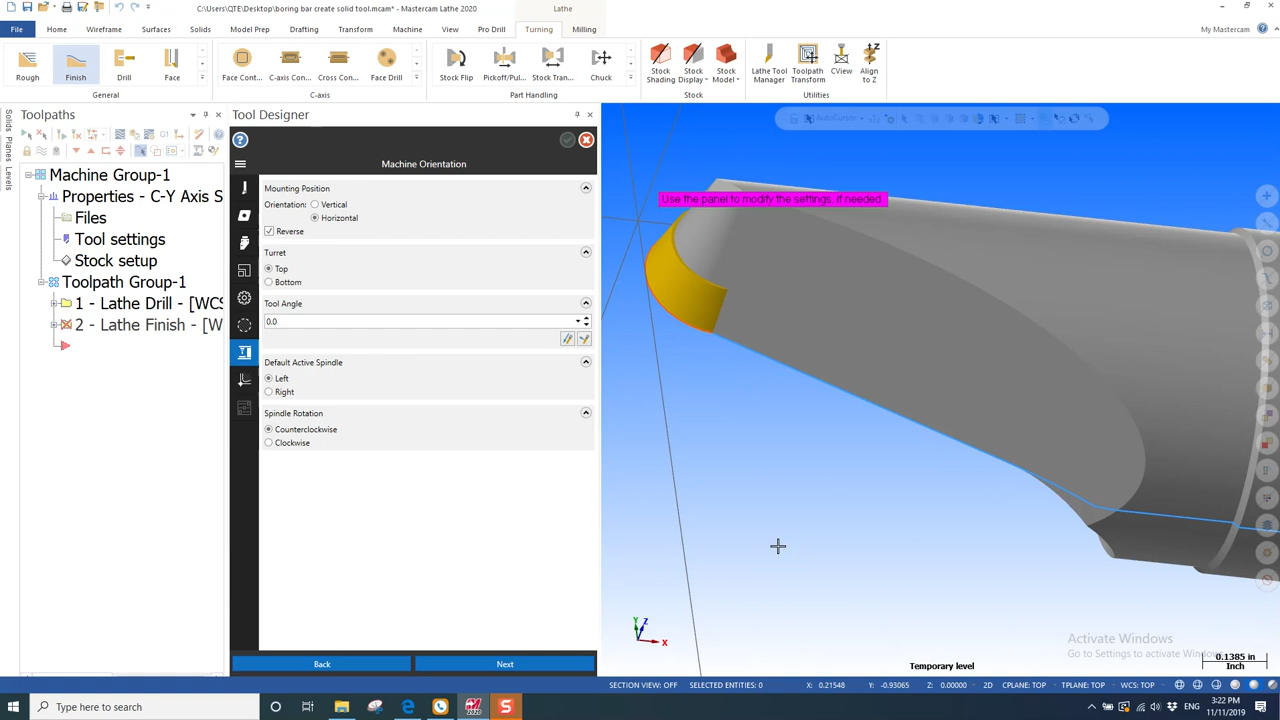 C:\Users\QTE\Desktop\boring bar create solid tool.mcam* - Mastercam Lathe 2020
Lathe
File
Home
Wireframe
Surfaces
Solids
Model Prep
Drafting
Transform
Machine
View
Pro Drill
Turning
Milling
My Mastercam
Rough
Finish
Drill
Face
Face Cont...
C-axis Con...
Cross Con...
Face Drill
Stock Flip
Pickoff/Pul...
Stock Tran...
Chuck
Stock Shading
Stock Display
Stock Model
Lathe Tool Manager
Toolpath Transform
CView
Align to Z
General
C-axis
Part Handling
Stock
Utilities
Solids
Planes
Levels
Toolpaths
G1
Machine Group-1
Properties - C-Y Axis S
Files
Tool settings
Stock setup
Toolpath Group-1
1 - Lathe Drill - [WCS
2 - Lathe Finish - [W
Tool Designer
Machine Orientation
Mounting Position
Orientation:
Vertical
Horizontal
Reverse
Turret
Top
Bottom
Tool Angle
0.0
Default Active Spindle
Left
Right
Spindle Rotation
Counterclockwise
Clockwise
Back
Next
AutoCursor
Use the panel to modify the settings, if needed.
Y
Z
X
Activate Windows
Go to Settings to activate Windows.
0.1385 in
Inch
Temporary level
SECTION VIEW: OFF
SELECTED ENTITIES: 0
X: 0.21548
Y: -0.93065
Z: 0.00000
2D
CPLANE: TOP
TPLANE: TOP
WCS: TOP
Type here to search
2020
S
3:22 PM
11/11/2019